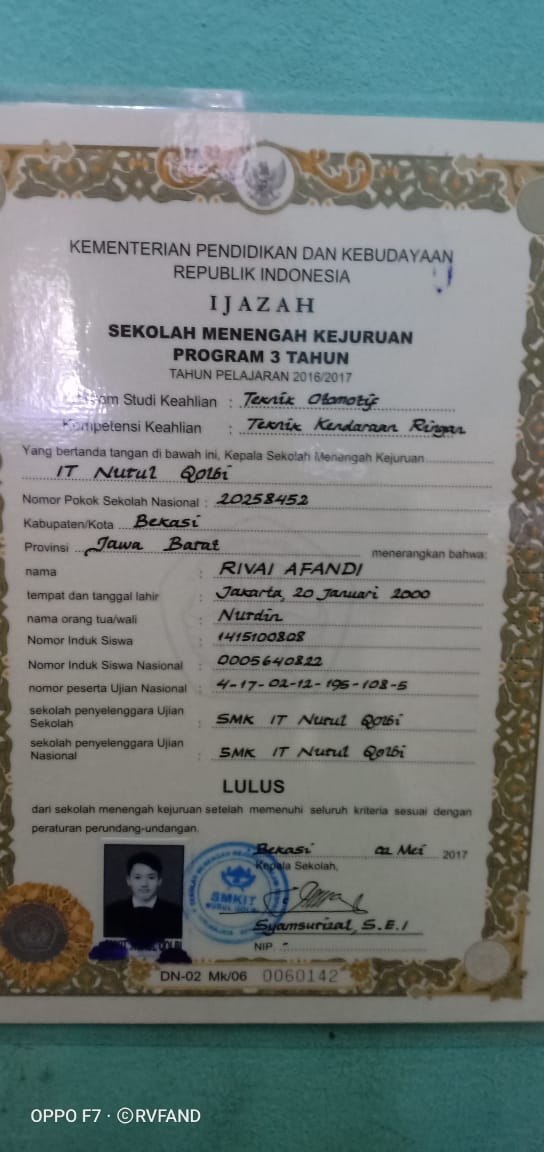 KEMENTERIAN PENDIDIKAN DAN KEBUDAYAAN
REPUBLIK INDONESIA
IJAZAH
SEKOLAH MENENGAH KEJURUAN
PROGRAM 3 TAHUN
TAHUN PELAJARAN 2016/2017
Studi Keahlian : Teknik Otomotif
Kompetensi Keahlian : Teknik Kendaraan Ringan
Yang bertanda tangan di bawah ini, Kepala Sekolah Menengah Kejuruan
IT Nurul Qolbi
Nomor Pokok Sekolah Nasional : 20258452
Kabupaten/Kota Bekasi
Provinsi Jawa Barat menerangkan bahwa:
nama : RIVAI AFANDI
tempat dan tanggal lahir : Jakarta, 20 Januari 2000
nama orang tua/wali : Nurdin
Nomor Induk Siswa : 1415100808
Nomor Induk Siswa Nasional : 0005640822
nomor peserta Ujian Nasional : 4-17-02-12-195-108-5
sekolah penyelenggara Ujian
Sekolah : SMK IT Nurul Qolbi
sekolah penyelenggara Ujian
Nasional : SMK IT Nurul Qolbi
LULUS
dari sekolah menengah kejuruan setelah memenuhi seluruh kriteria sesuai dengan
peraturan perundang-undangan.
Bekasi, 02 Mei 2017
Kepala Sekolah,
SMKIT
Syamsurizal, S.E.I
NIP. -
DN-02 Mk/06 0060142
OPPO F7 · ©RVFAND